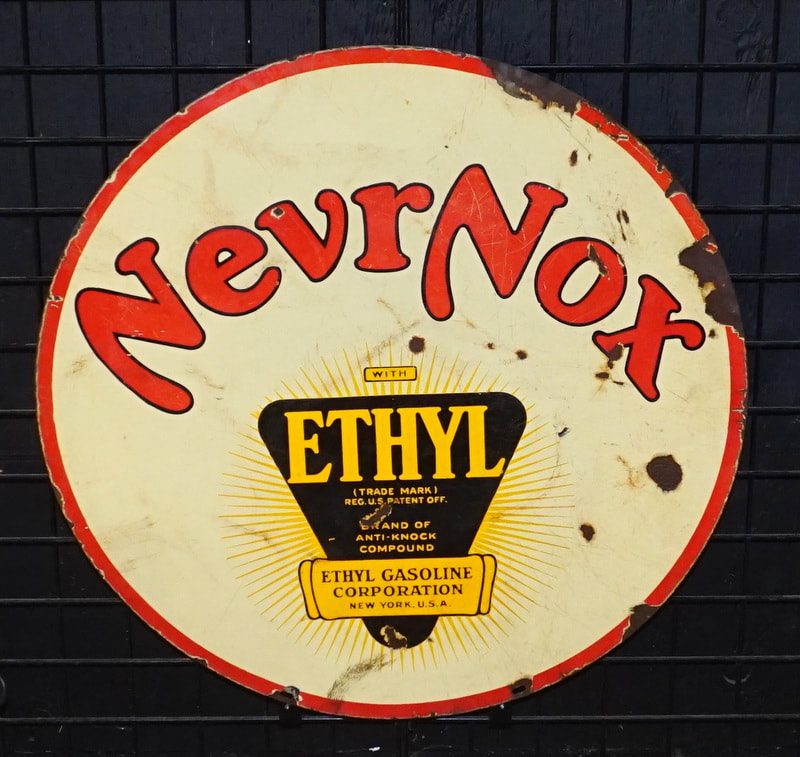 NevrNox
WITH
ETHYL
(TRADE MARK)
REG. U.S. PATENT OFF.
BRAND OF
ANTI-KNOCK
COMPOUND
ETHYL GASOLINE
CORPORATION
NEW YORK, U.S.A.